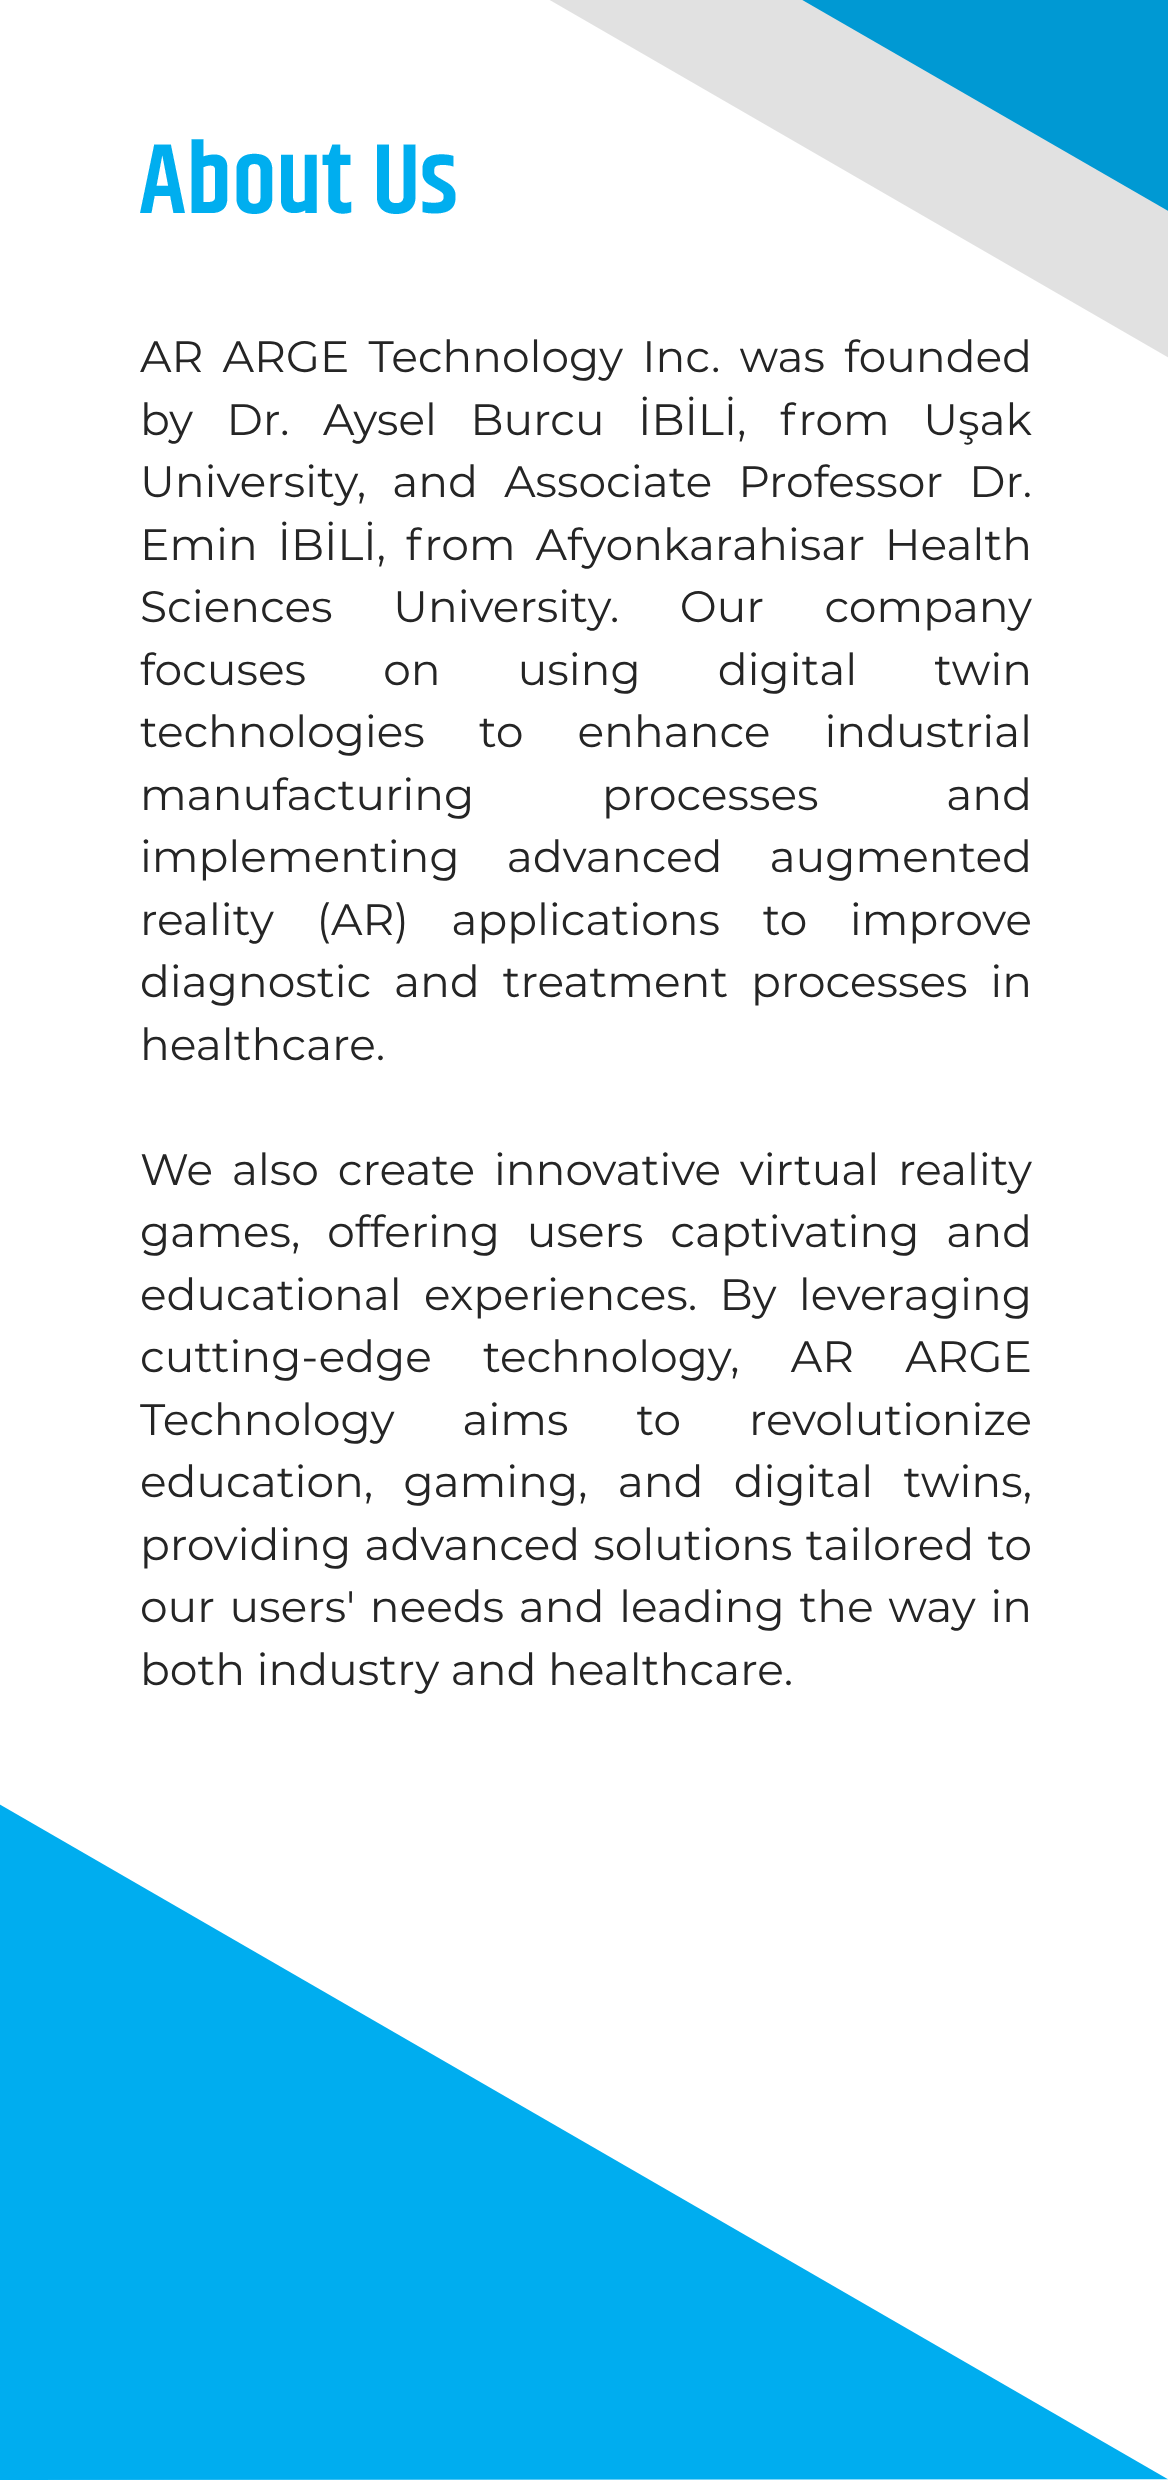 About Us
AR ARGE Technology Inc. was founded
by Dr. Aysel Burcu İBİLİ, from Uşak
University, and Associate Professor Dr.
Emin İBİLİ, from Afyonkarahisar Health
Sciences University. Our company
focuses on using digital twin
technologies to enhance industrial
manufacturing processes and
implementing advanced augmented
reality (AR) applications to improve
diagnostic and treatment processes in
healthcare.
We also create innovative virtual reality
games, offering users captivating and
educational experiences. By leveraging
cutting-edge technology, AR ARGE
Technology aims to revolutionize
education, gaming, and digital twins,
providing advanced solutions tailored to
our users' needs and leading the way in
both industry and healthcare.